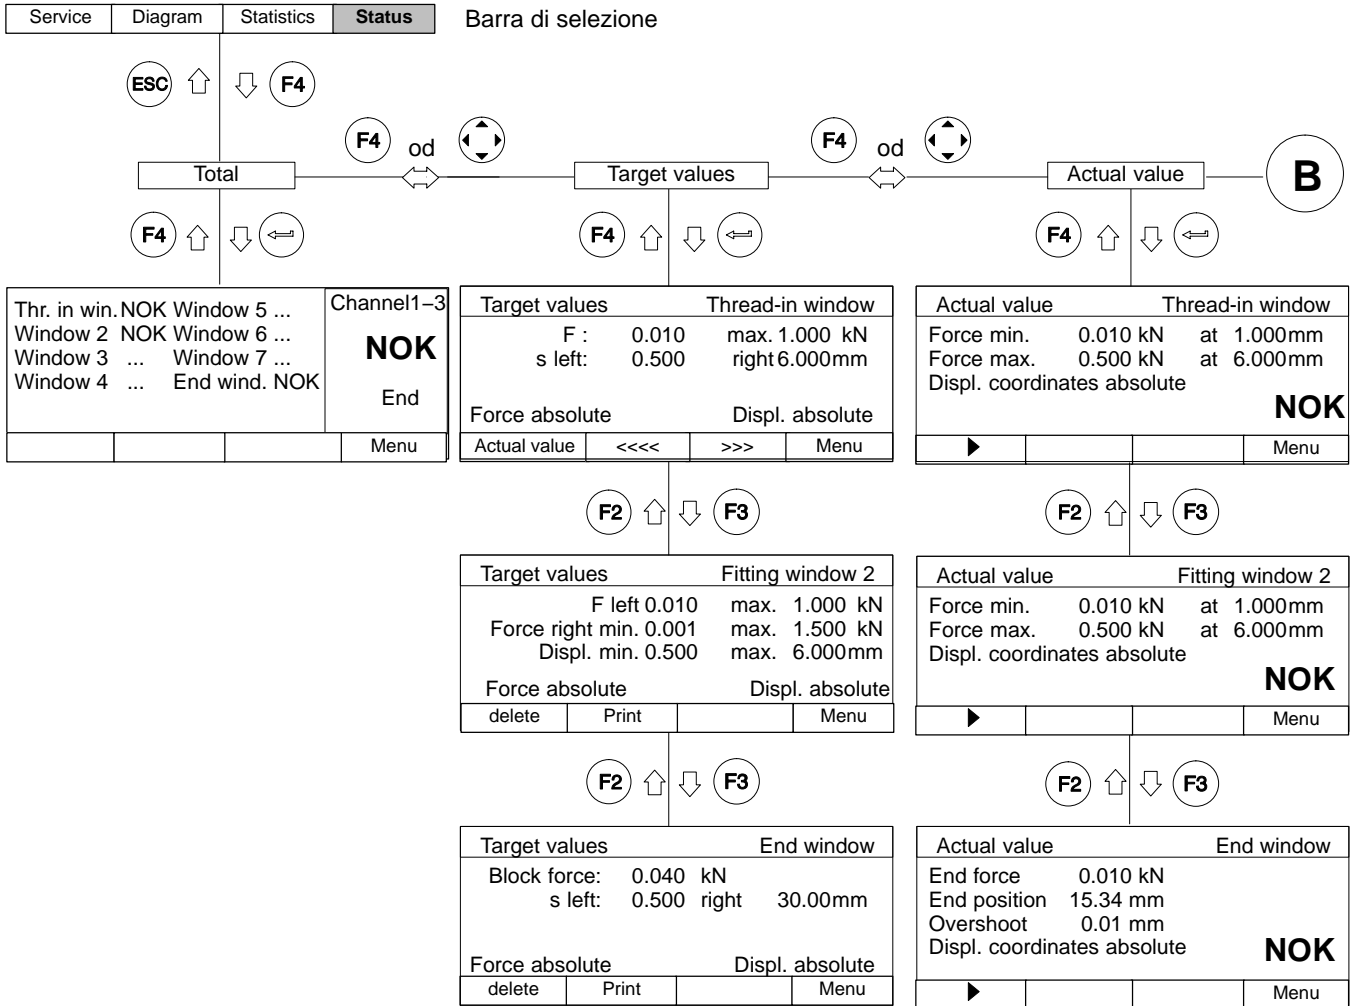 Service Diagram Statistics Status Barra di selezione
ESC F4
F4 od F4 od
Total Target values Actual value B
F4 F4 F4
Thr. in win. NOK Window 5 ...
Window 2 NOK Window 6 ...
Window 3 ... Window 7 ...
Window 4 ... End wind. NOK
Channel1–3
NOK
End
Menu
Target values Thread-in window
F : 0.010 max. 1.000 kN
s left: 0.500 right 6.000mm
Force absolute Displ. absolute
Actual value <<<< >>> Menu
Actual value Thread-in window
Force min. 0.010 kN at 1.000mm
Force max. 0.500 kN at 6.000mm
Displ. coordinates absolute
NOK
Menu
F2 F3 F2 F3
Target values Fitting window 2
F left 0.010 max. 1.000 kN
Force right min. 0.001 max. 1.500 kN
Displ. min. 0.500 max. 6.000mm
Force absolute Displ. absolute
delete Print Menu
Actual value Fitting window 2
Force min. 0.010 kN at 1.000mm
Force max. 0.500 kN at 6.000mm
Displ. coordinates absolute
NOK
Menu
F2 F3 F2 F3
Target values End window
Block force: 0.040 kN
s left: 0.500 right 30.00mm
Force absolute Displ. absolute
delete Print Menu
Actual value End window
End force 0.010 kN
End position 15.34 mm
Overshoot 0.01 mm
Displ. coordinates absolute
NOK
Menu